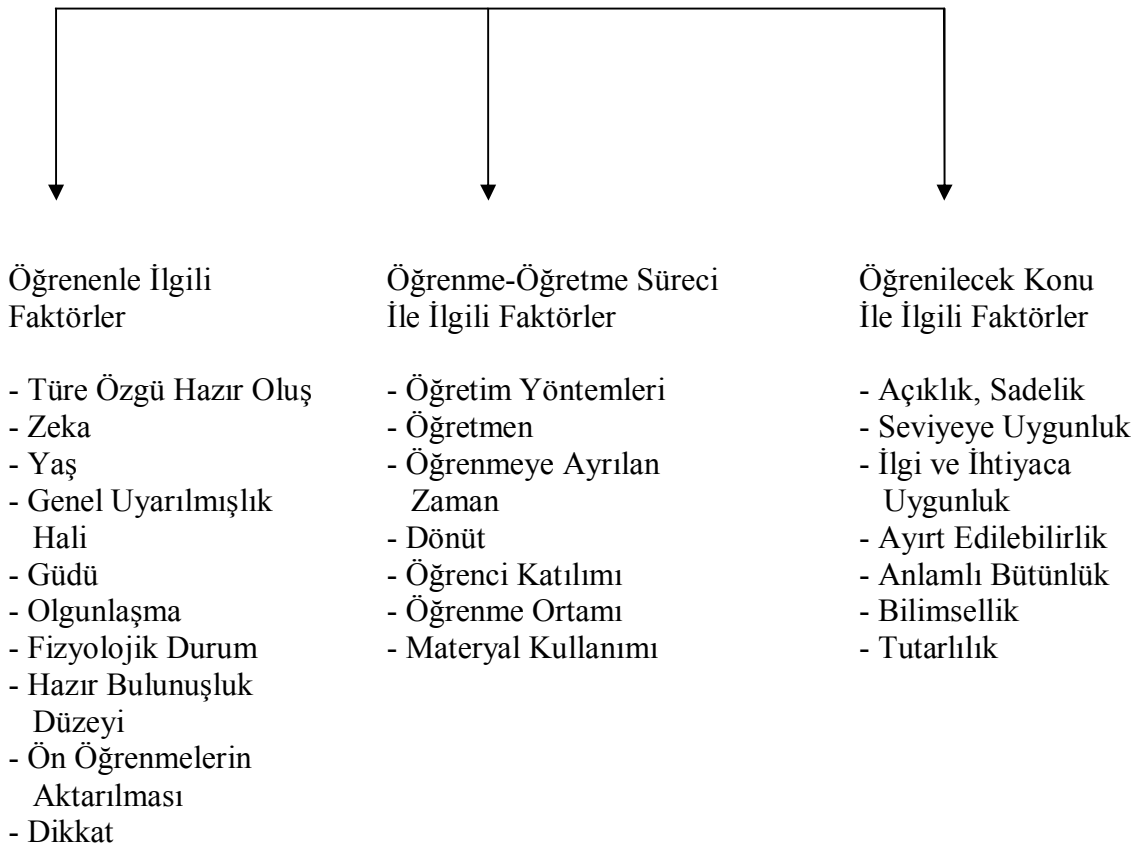 Öğrenenle İlgili
Faktörler
- Türe Özgü Hazır Oluş
- Zeka
- Yaş
- Genel Uyarılmışlık
Hali
- Güdü
- Olgunlaşma
- Fizyolojik Durum
- Hazır Bulunuşluk
Düzeyi
- Ön Öğrenmelerin
Aktarılması
- Dikkat
Öğrenme-Öğretme Süreci
İle İlgili Faktörler
- Öğretim Yöntemleri
- Öğretmen
- Öğrenmeye Ayrılan
Zaman
- Dönüt
- Öğrenci Katılımı
- Öğrenme Ortamı
- Materyal Kullanımı
Öğrenilecek Konu
İle İlgili Faktörler
- Açıklık, Sadelik
- Seviyeye Uygunluk
- İlgi ve İhtiyaca
Uygunluk
- Ayırt Edilebilirlik
- Anlamlı Bütünlük
- Bilimsellik
- Tutarlılık